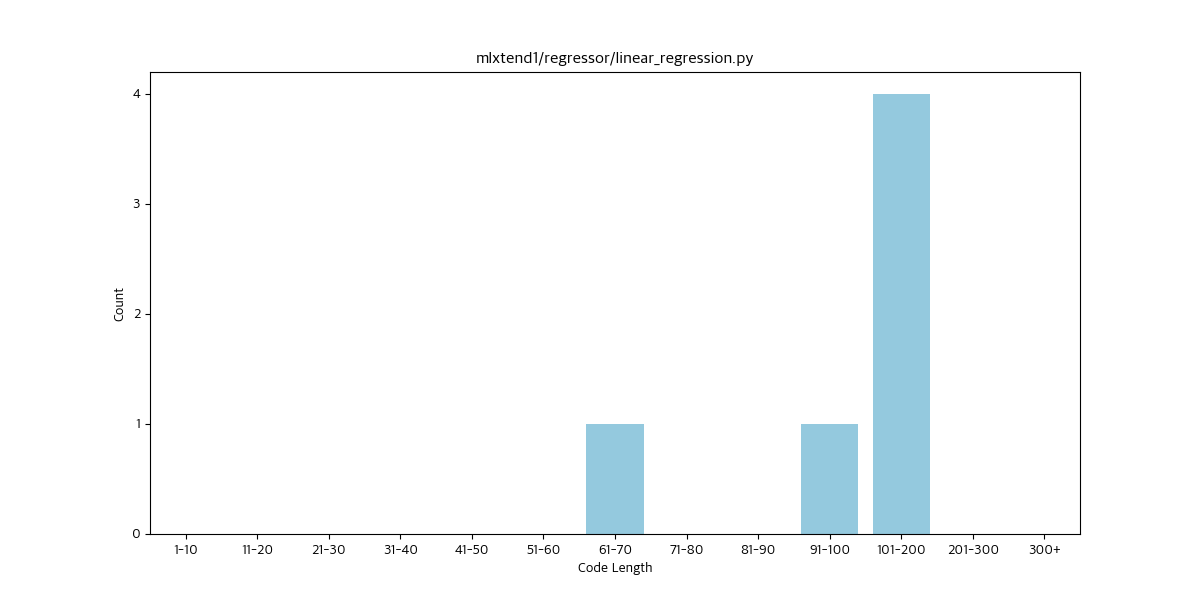 mlxtend1/regressor/linear_regression.py
Count
4
3
2
1
0
1-10 11-20 21-30 31-40 41-50 51-60 61-70 71-80 81-90 91-100 101-200 201-300 300+
Code Length